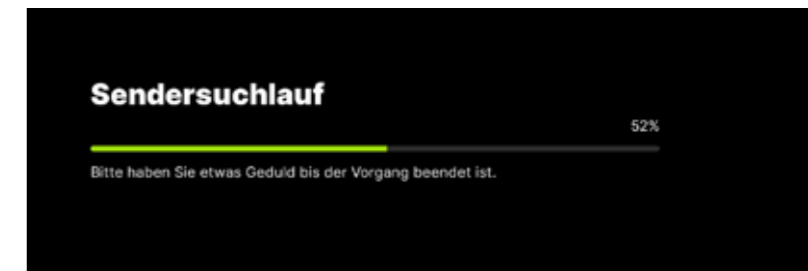 Sendersuchlauf
52%
Bitte haben Sie etwas Geduld bis der Vorgang beendet ist.